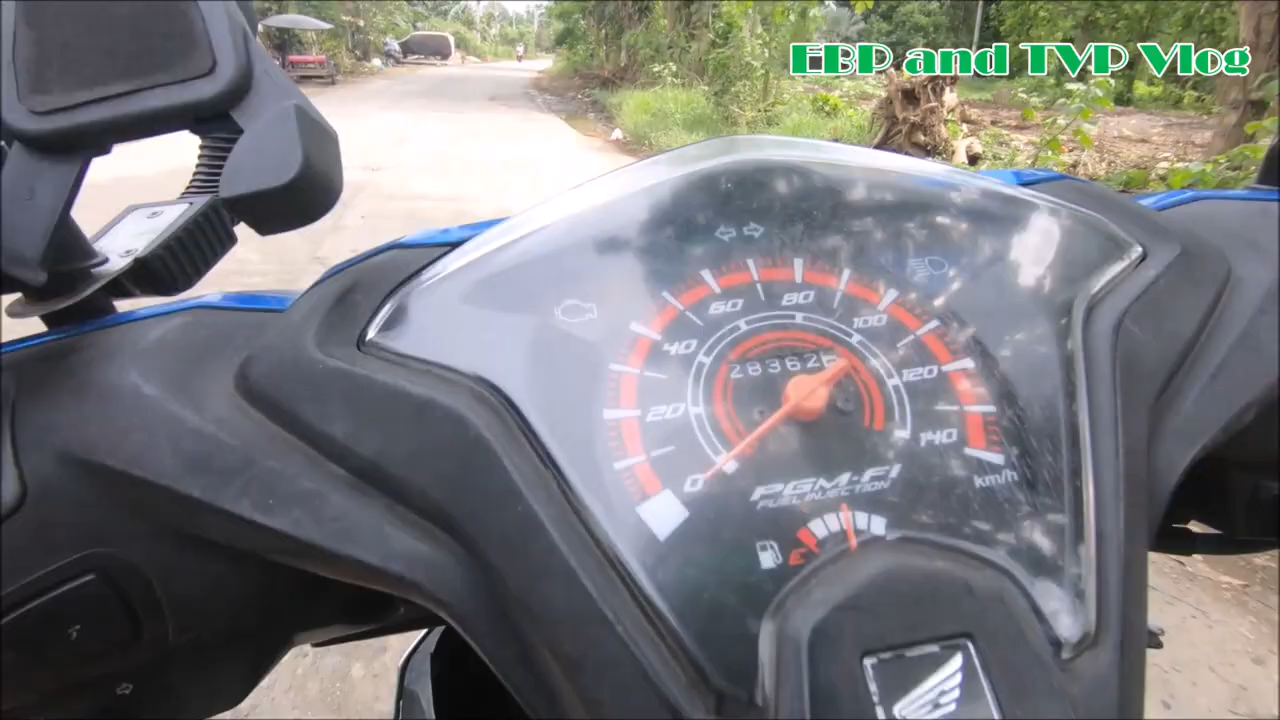 EBP and TVP Vlog
60 80
40 100
28362
20 120
0 140
km/h
PGM-FI
FUEL INJECTION
E